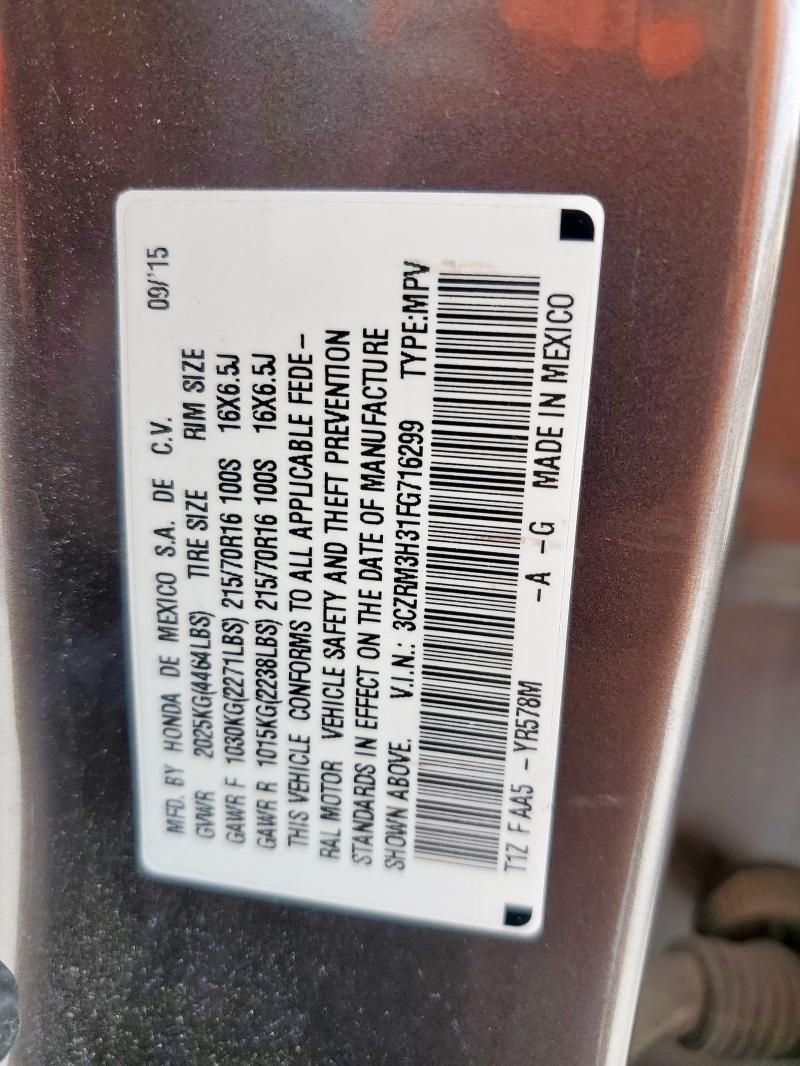 MFD. BY HONDA DE MEXICO S.A. DE C.V. 09/'15
GVWR 2025KG(4464LBS) TIRE SIZE RIM SIZE
GAWR F 1030KG(2271LBS) 215/70R16 100S 16X6.5J
GAWR R 1015KG(2238LBS) 215/70R16 100S 16X6.5J
THIS VEHICLE CONFORMS TO ALL APPLICABLE FEDE-
RAL MOTOR VEHICLE SAFETY AND THEFT PREVENTION
STANDARDS IN EFFECT ON THE DATE OF MANUFACTURE
SHOWN ABOVE. V.I.N.: 3CZRM3H31FG716299 TYPE:MPV
T1Z F AA5 -YR578M -A -G MADE IN MEXICO